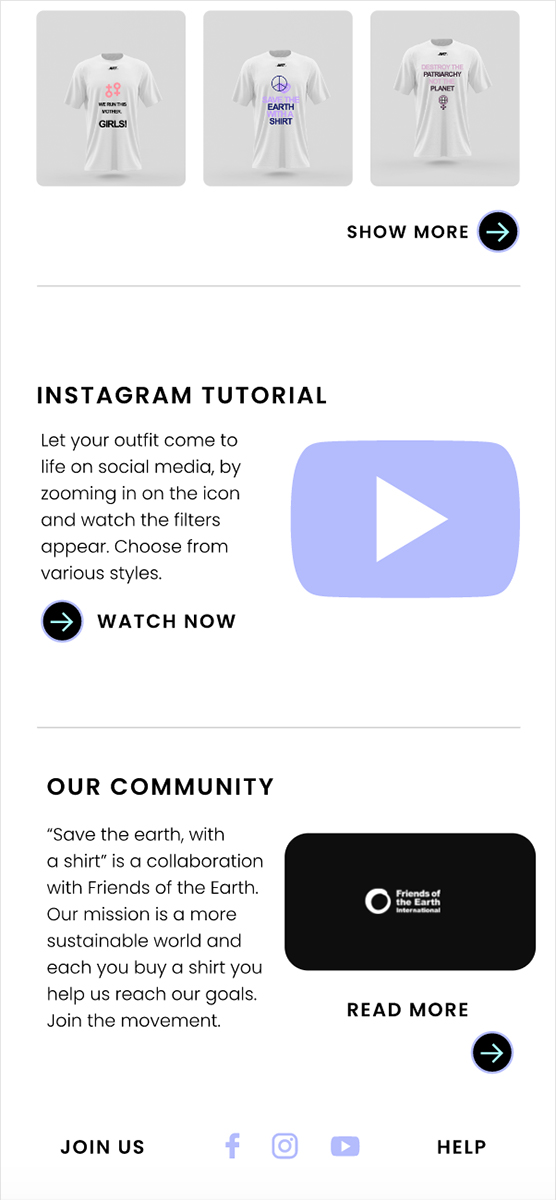 ART.
WE RUN THIS
MOTHER.
GIRLS!
ART.
SAVE THE
EARTH
WITH A
SHIRT
ART.
DESTROY THE
PATRIARCHY
NOT THE
PLANET
SHOW MORE
INSTAGRAM TUTORIAL
Let your outfit come to
life on social media, by
zooming in on the icon
and watch the filters
appear. Choose from
various styles.
WATCH NOW
OUR COMMUNITY
“Save the earth, with
a shirt” is a collaboration
with Friends of the Earth.
Our mission is a more
sustainable world and
each you buy a shirt you
help us reach our goals.
Join the movement.
Friends of
the Earth
International
READ MORE
JOIN US
HELP